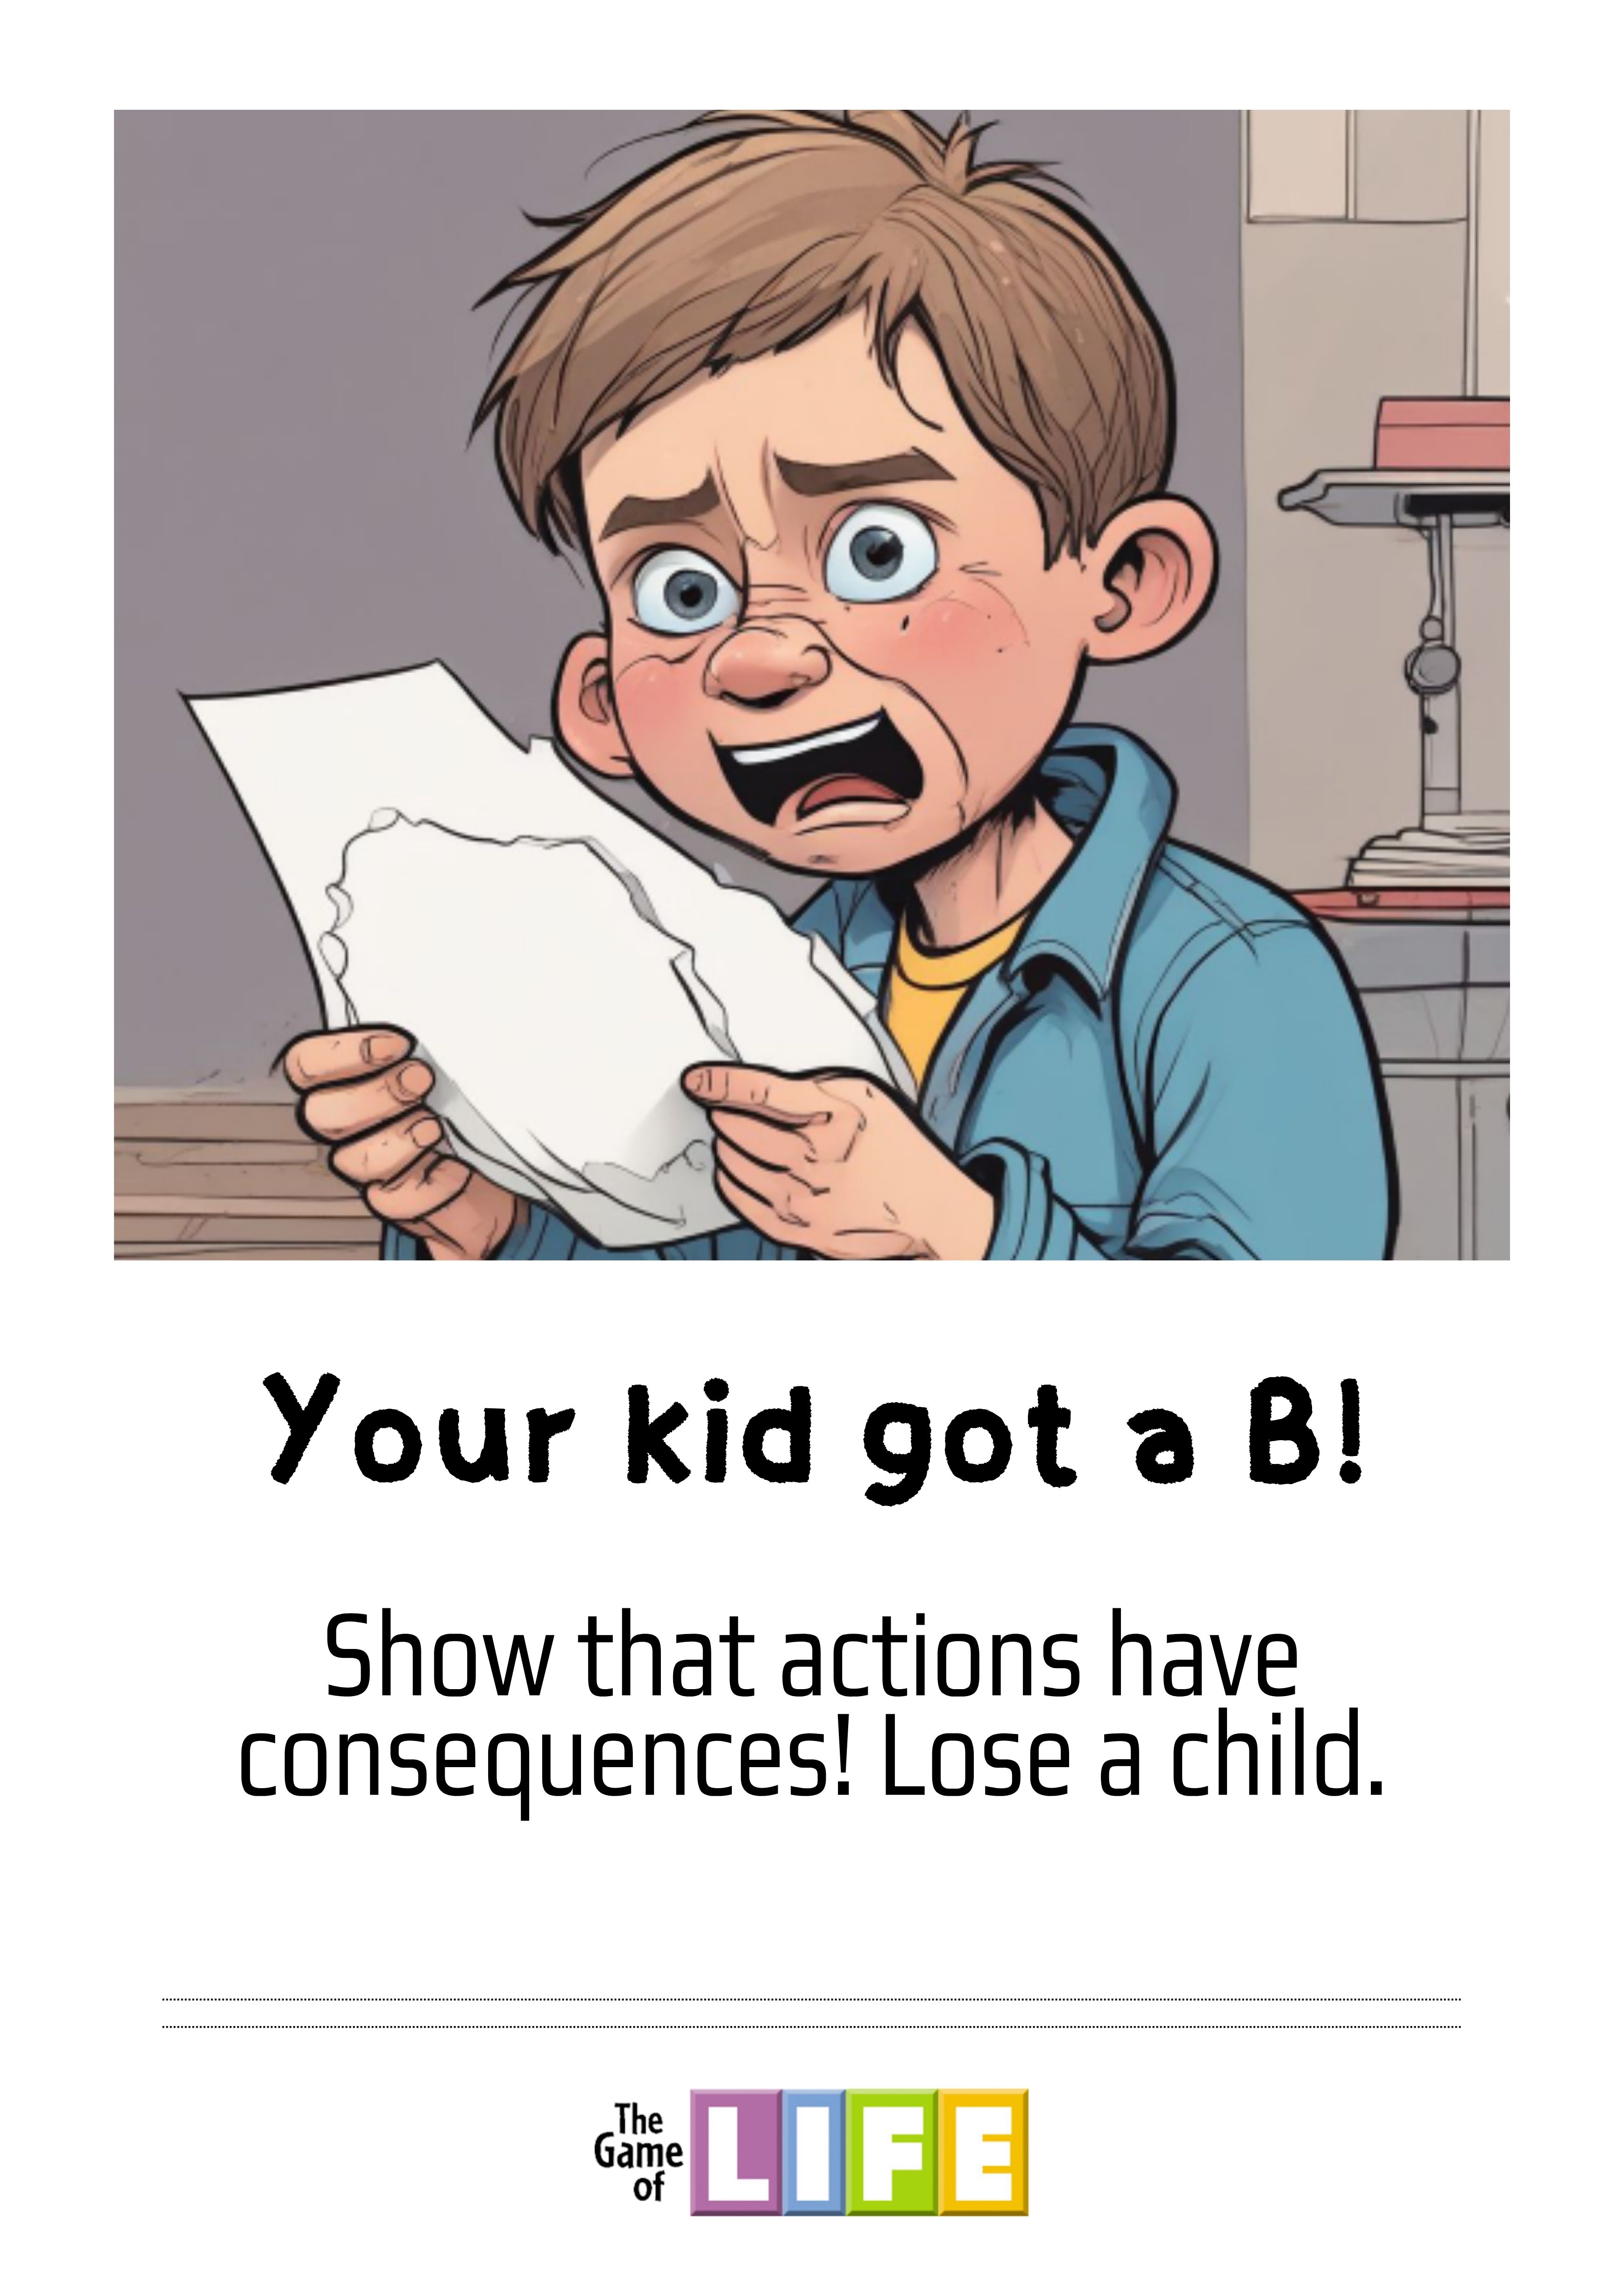 Your kid got a B!
Show that actions have
consequences! Lose a child.
The
Game
of
LIFE